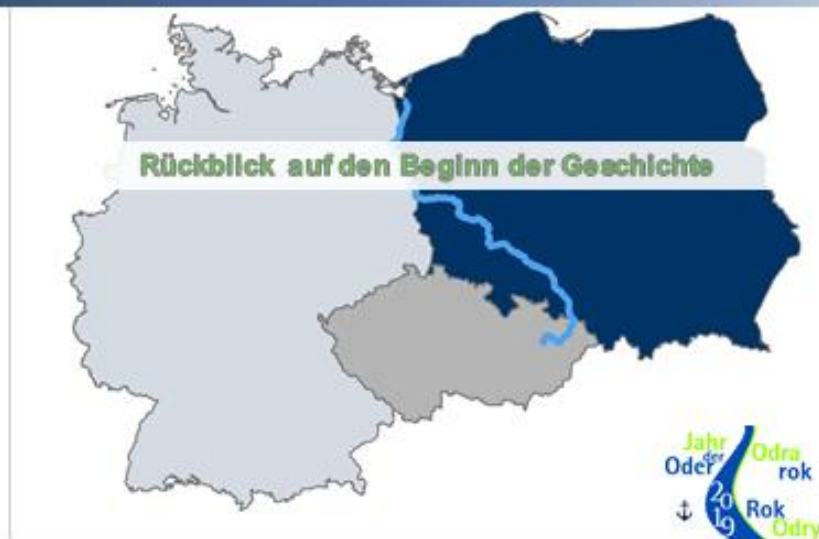 Rückblick auf den Beginn der Geschichte
Jahr
der
Oder
Odra
rok
2019
Rok
Odry